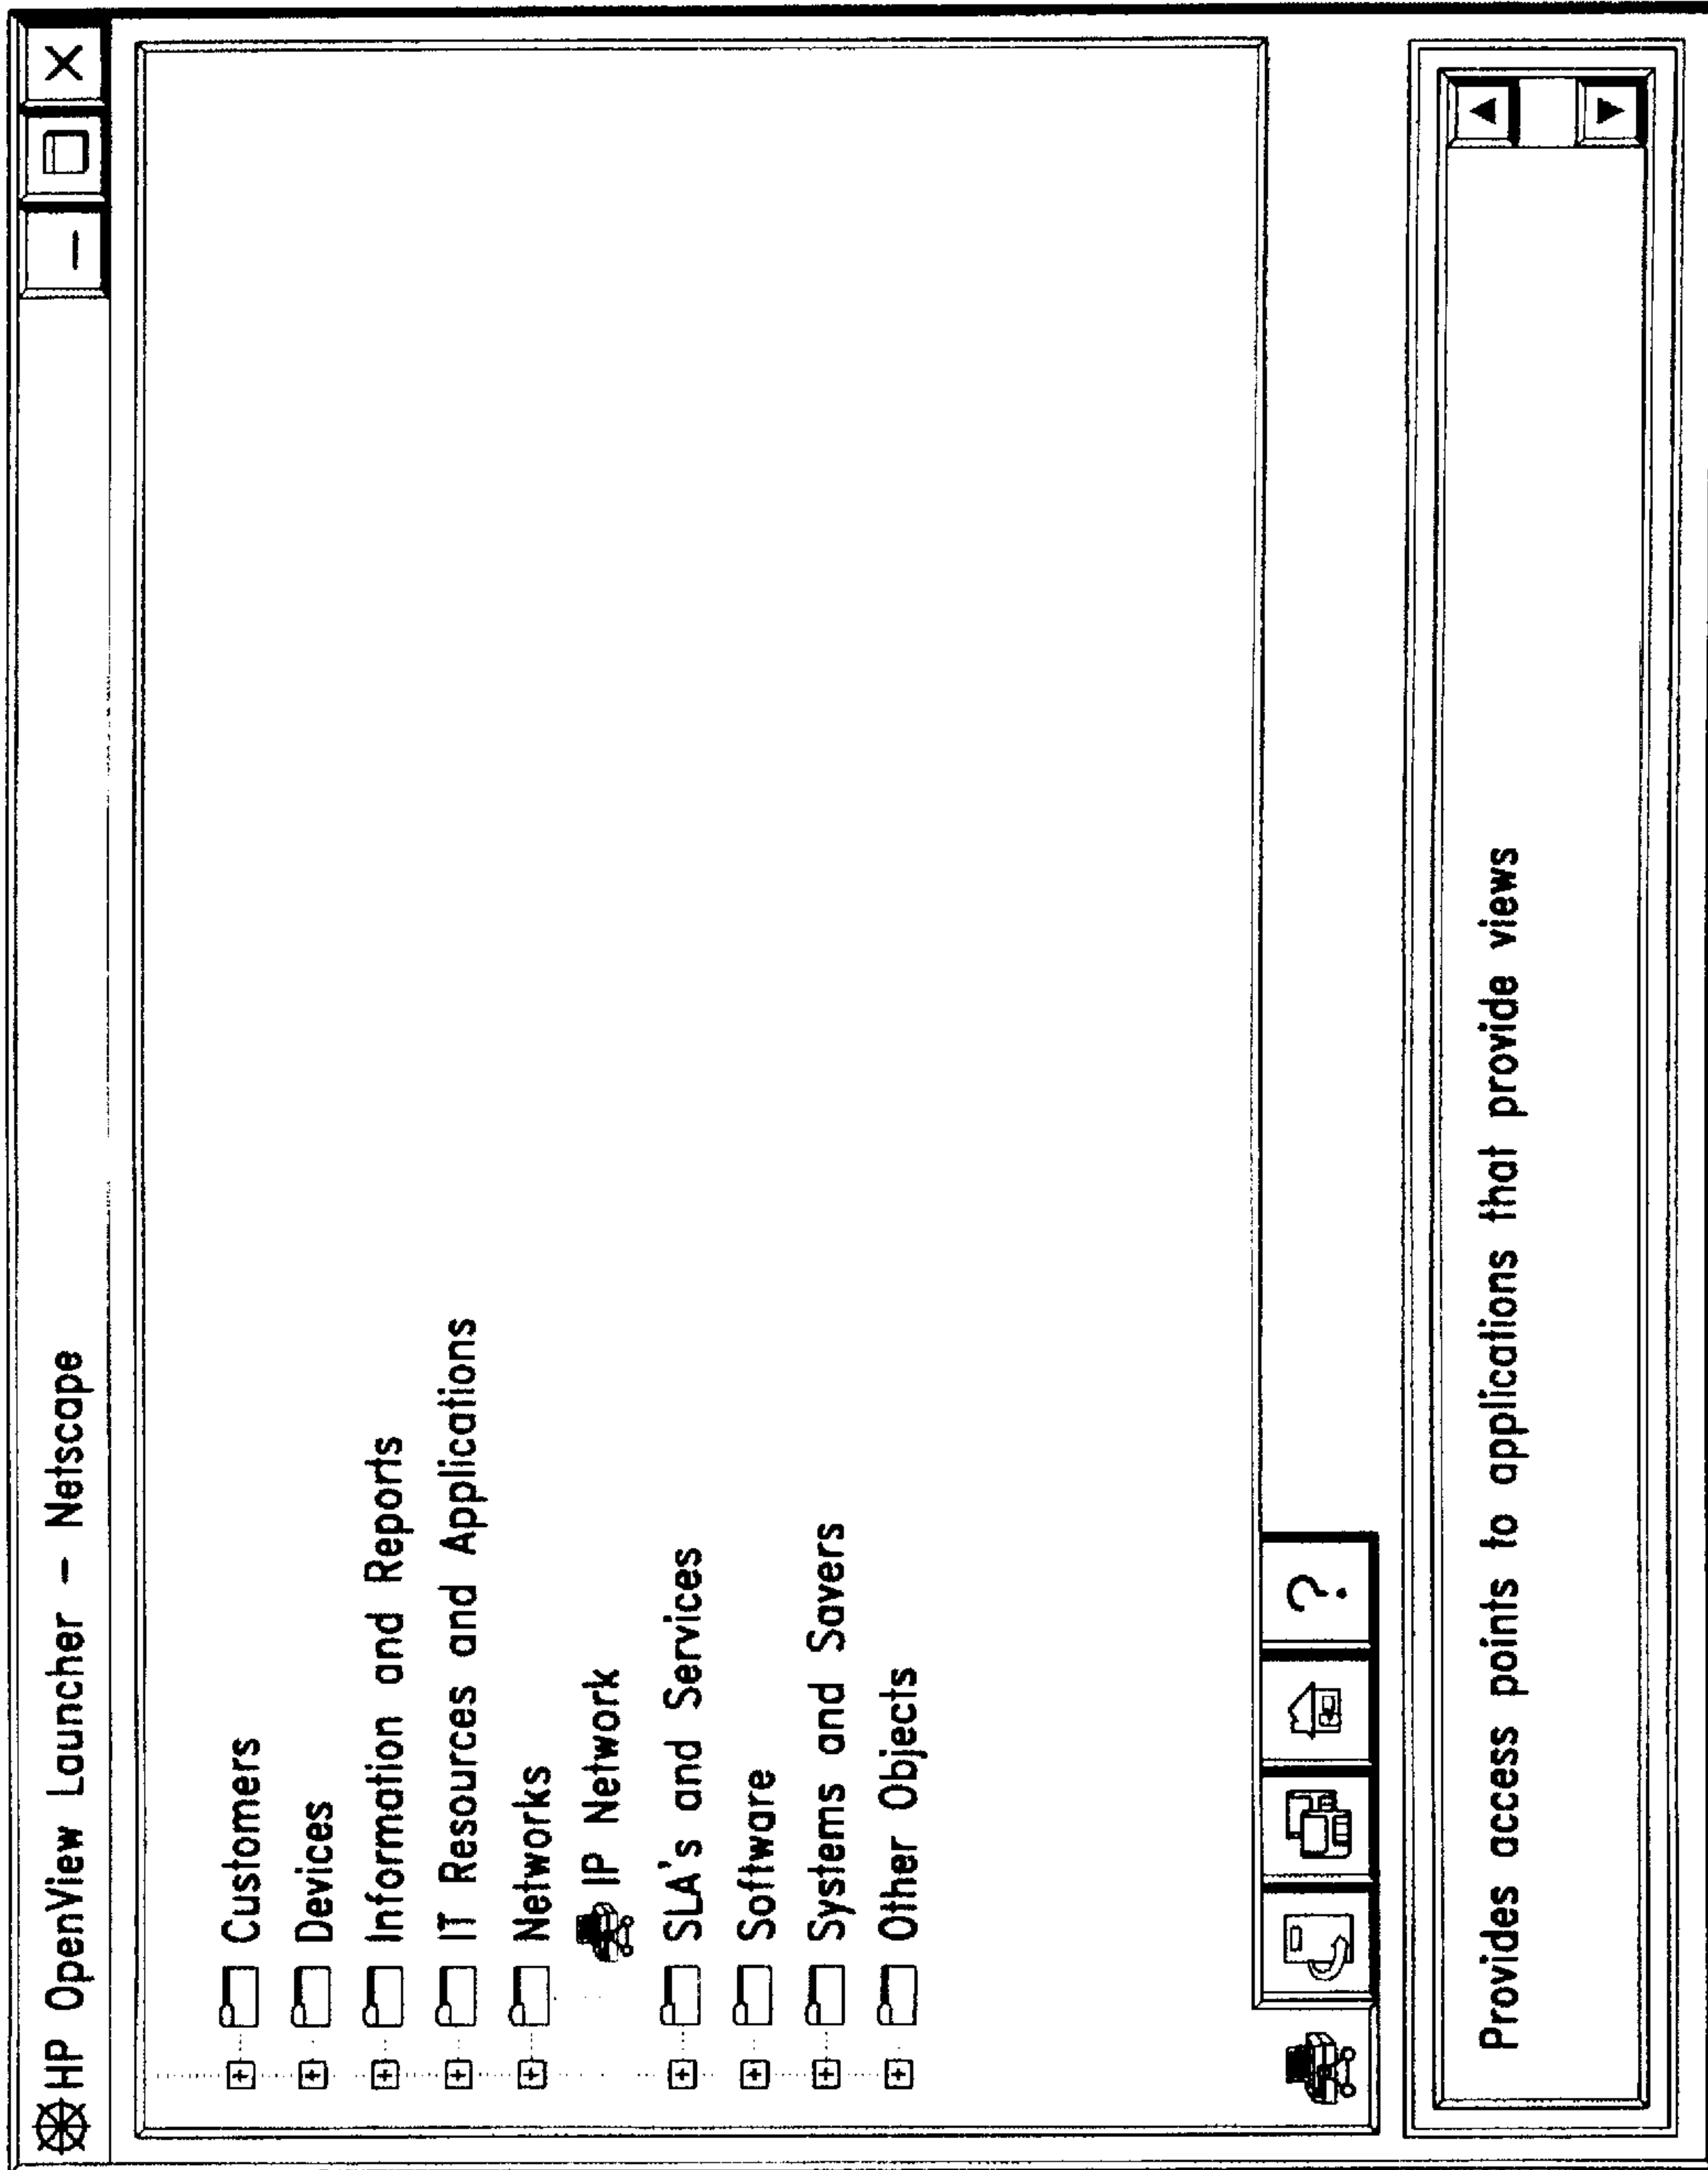 HP OpenView Launcher – Netscape
Customers
Devices
Information and Reports
IT Resources and Applications
Networks
IP Network
SLA's and Services
Software
Systems and Savers
Other Objects
?
Provides access points to applications that provide views